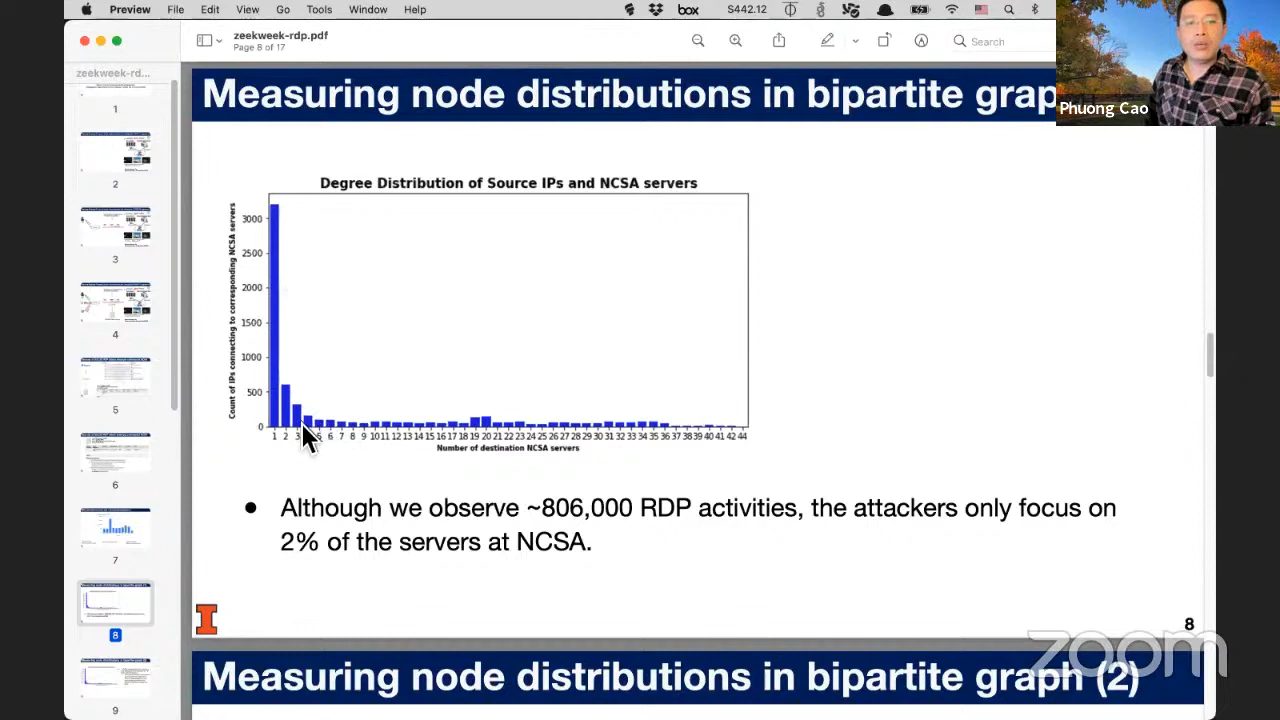 Preview File Edit View Go Tools Window Help
box
S442.12
zeekweek-rdp.pdf
Page 8 of 17
Search
zeekweek-rd...
1
2
3
4
5
6
7
8
9
Measuring node distributions in bipartite grap
Phuong Cao
Degree Distribution of Source IPs and NCSA servers
Count of IPs connecting to corresponding NCSA servers
3000
2500
2000
1500
1000
500
0
1 2 3 5 6 7 8 9 10 11 12 13 14 15 16 17 18 19 20 21 22 23 24 25 26 27 28 29 30 31 32 33 34 35 36 37 38 39 40 41 42 44
Number of destination NCSA servers
● Although we observe ~806,000 RDP activities, the attackers only focus on
2% of the servers at NCSA.
I
8
zoom
Measuring node distributions in bipartite graph (2)